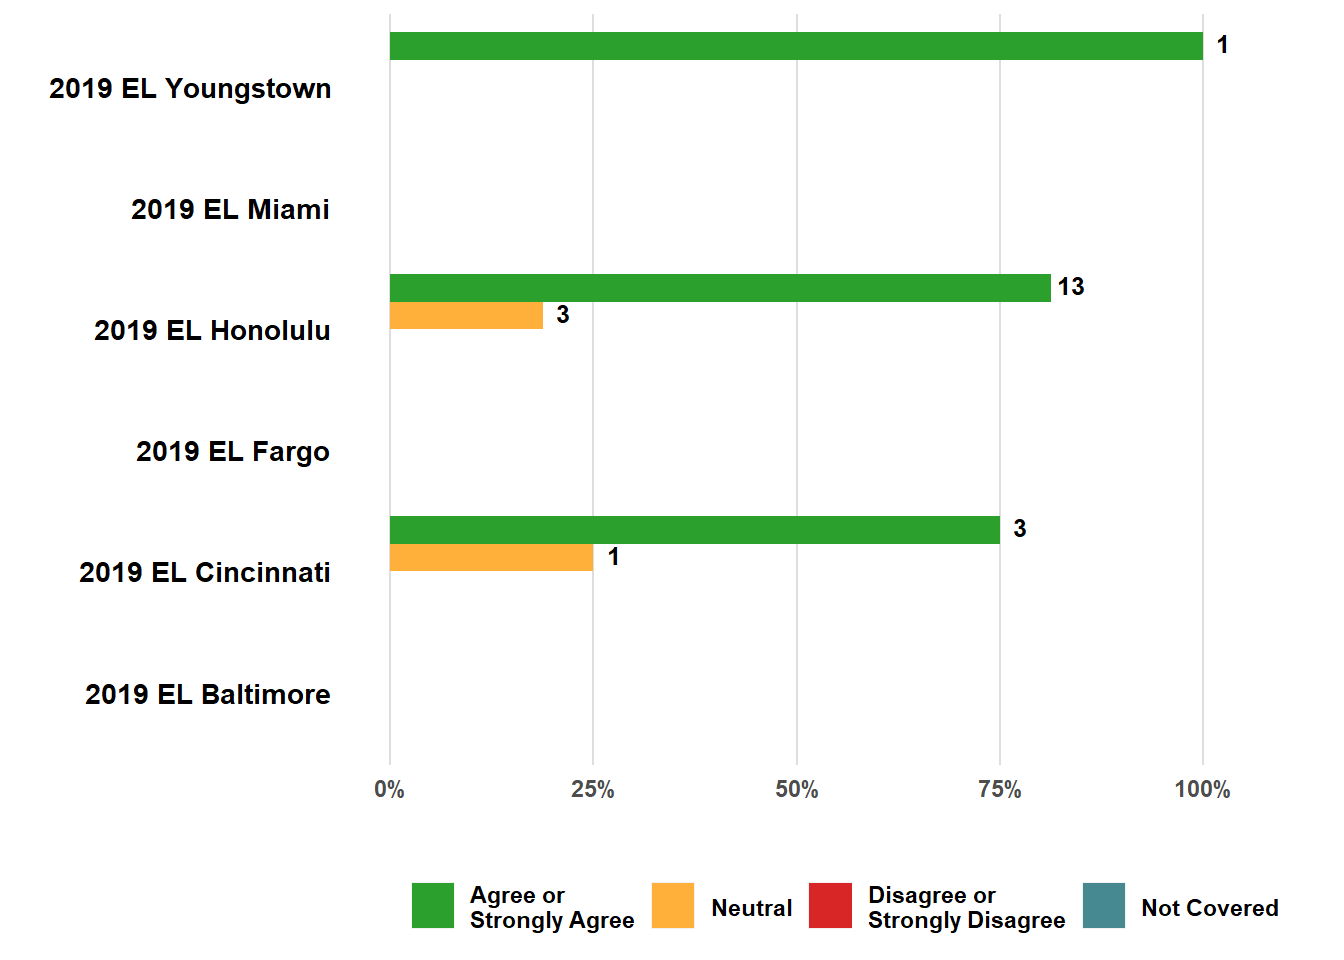 1
2019 EL Youngstown
2019 EL Miami
13
3
2019 EL Honolulu
2019 EL Fargo
3
1
2019 EL Cincinnati
2019 EL Baltimore
0% 25% 50% 75% 100%
Agree or
Strongly Agree
Neutral
Disagree or
Strongly Disagree
Not Covered